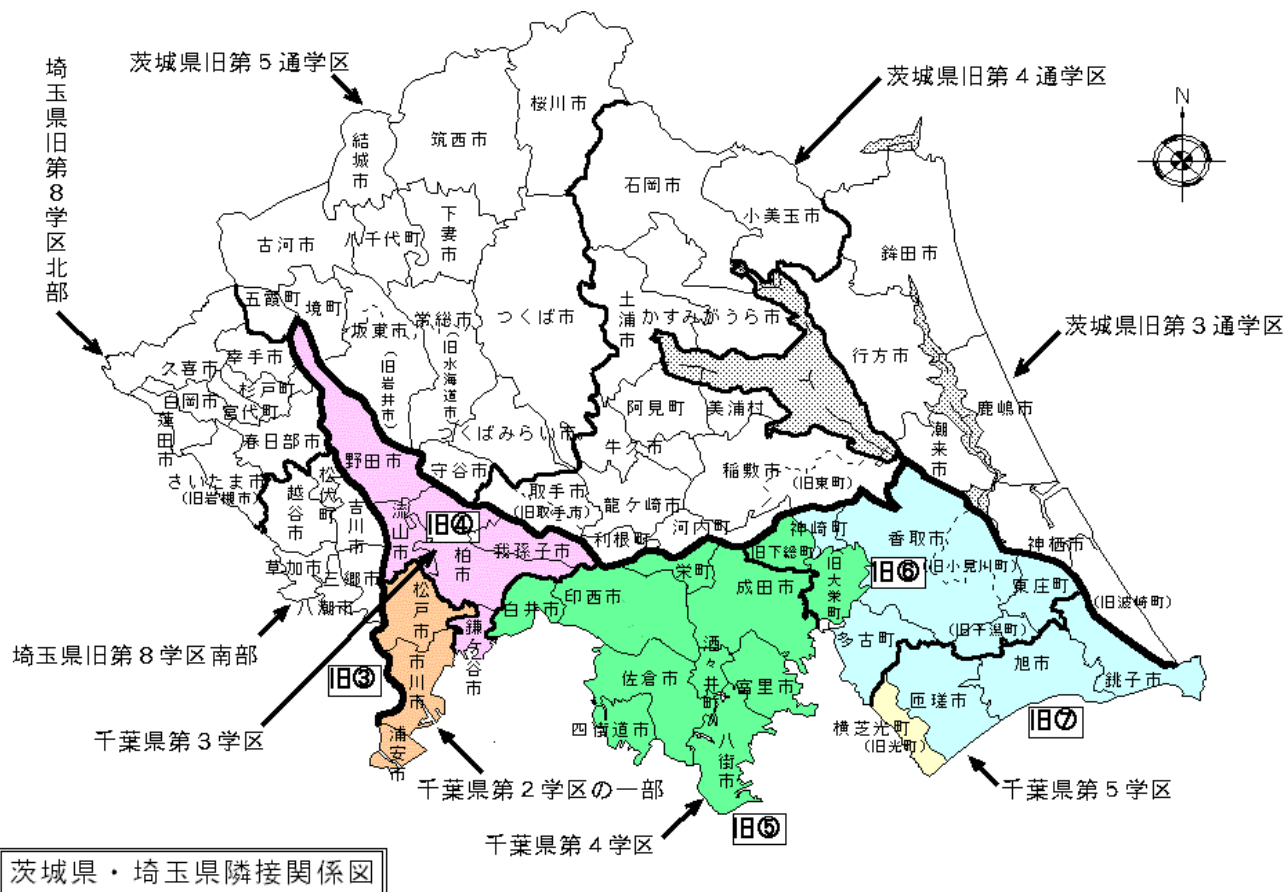 茨城県旧第５通学区
茨城県旧第４通学区
埼玉県旧第８学区北部
茨城県旧第３通学区
N
桜川市
筑西市
結城市
石岡市
小美玉市
下妻市
八千代町
古河市
鉾田市
五霞町
境町
坂東市
(旧岩井市)
常総市
(旧水海道市)
つくば市
土浦市
かすみがうら市
行方市
幸手市
久喜市
杉戸町
白岡市
宮代町
蓮田市
春日部市
さいたま市
(旧岩槻市)
阿見町
美浦村
鹿嶋市
潮来市
牛久市
つくばみらい市
守谷市
野田市
稲敷市
(旧東町)
取手市
(旧取手市)
龍ケ崎市
河内町
利根町
越谷市
松伏町
吉川市
流山市
旧④
柏市
我孫子市
神崎町
香取市
神栖市
草加市
三郷市
八潮市
松戸市
栄町
旧下総町
旧大栄町
旧⑥
(旧小見川町)
東庄町
(旧波崎町)
成田市
白井市
印西市
鎌ケ谷市
多古町
(旧干潟町)
埼玉県旧第８学区南部
旧③
市川市
酒々井町
佐倉市
富里市
旭市
銚子市
匝瑳市
四街道市
八街市
横芝光町
(旧光町)
旧⑦
浦安市
千葉県第３学区
千葉県第２学区の一部
千葉県第５学区
旧⑤
千葉県第４学区
茨城県・埼玉県隣接関係図